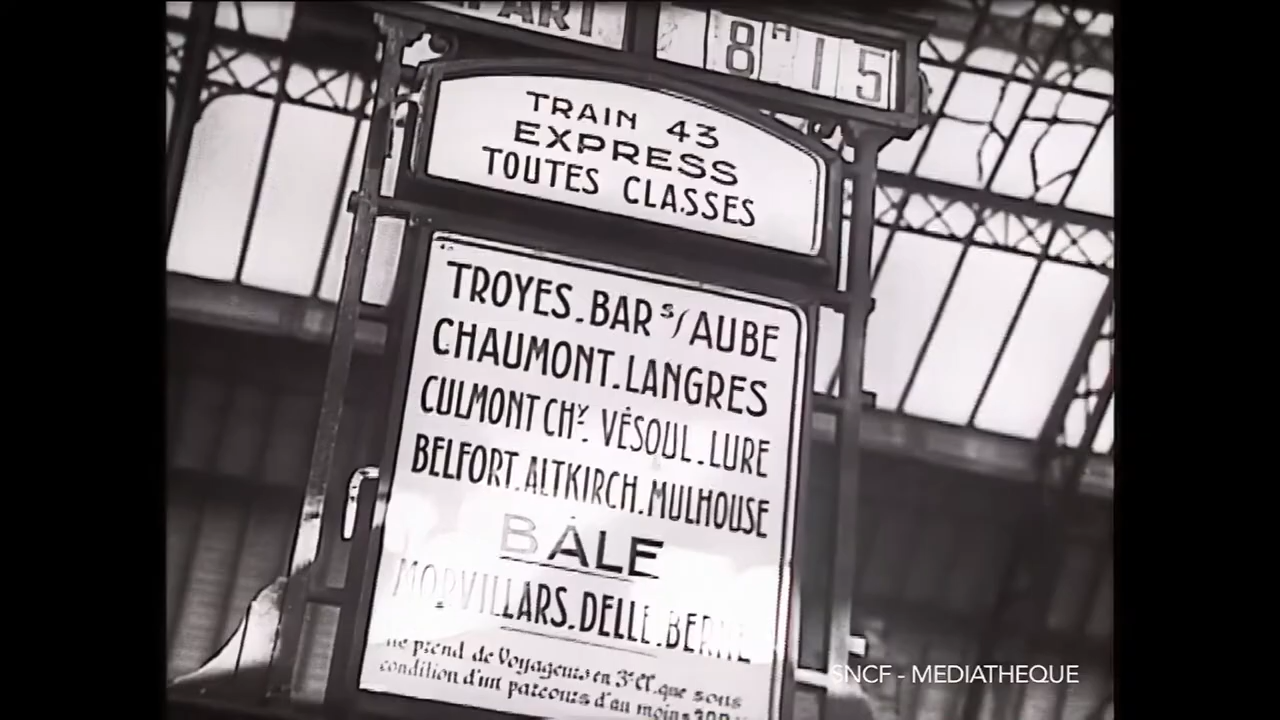 8H15
TRAIN 43
EXPRESS
TOUTES CLASSES
TROYES.BAR S/AUBE
CHAUMONT.LANGRES
CULMONT CHY. VÉSOUL.LURE
BELFORT.ALTKIRCH.MULHOUSE
BÂLE
MORVILLARS.DELLE.BERNE
ne prend de Voyageurs en 3e Cl. que sous
condition d'un parcours d'au moins
SNCF - MEDIATHEQUE